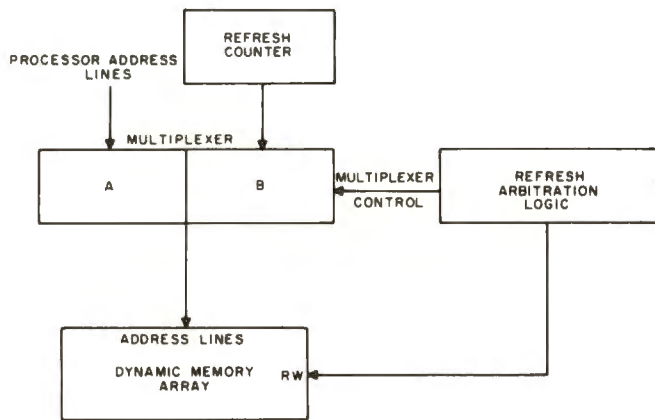 REFRESH
COUNTER
PROCESSOR ADDRESS
LINES
MULTIPLEXER
A
B
MULTIPLEXER
CONTROL
REFRESH
ARBITRATION
LOGIC
ADDRESS LINES
DYNAMIC MEMORY
ARRAY
RW